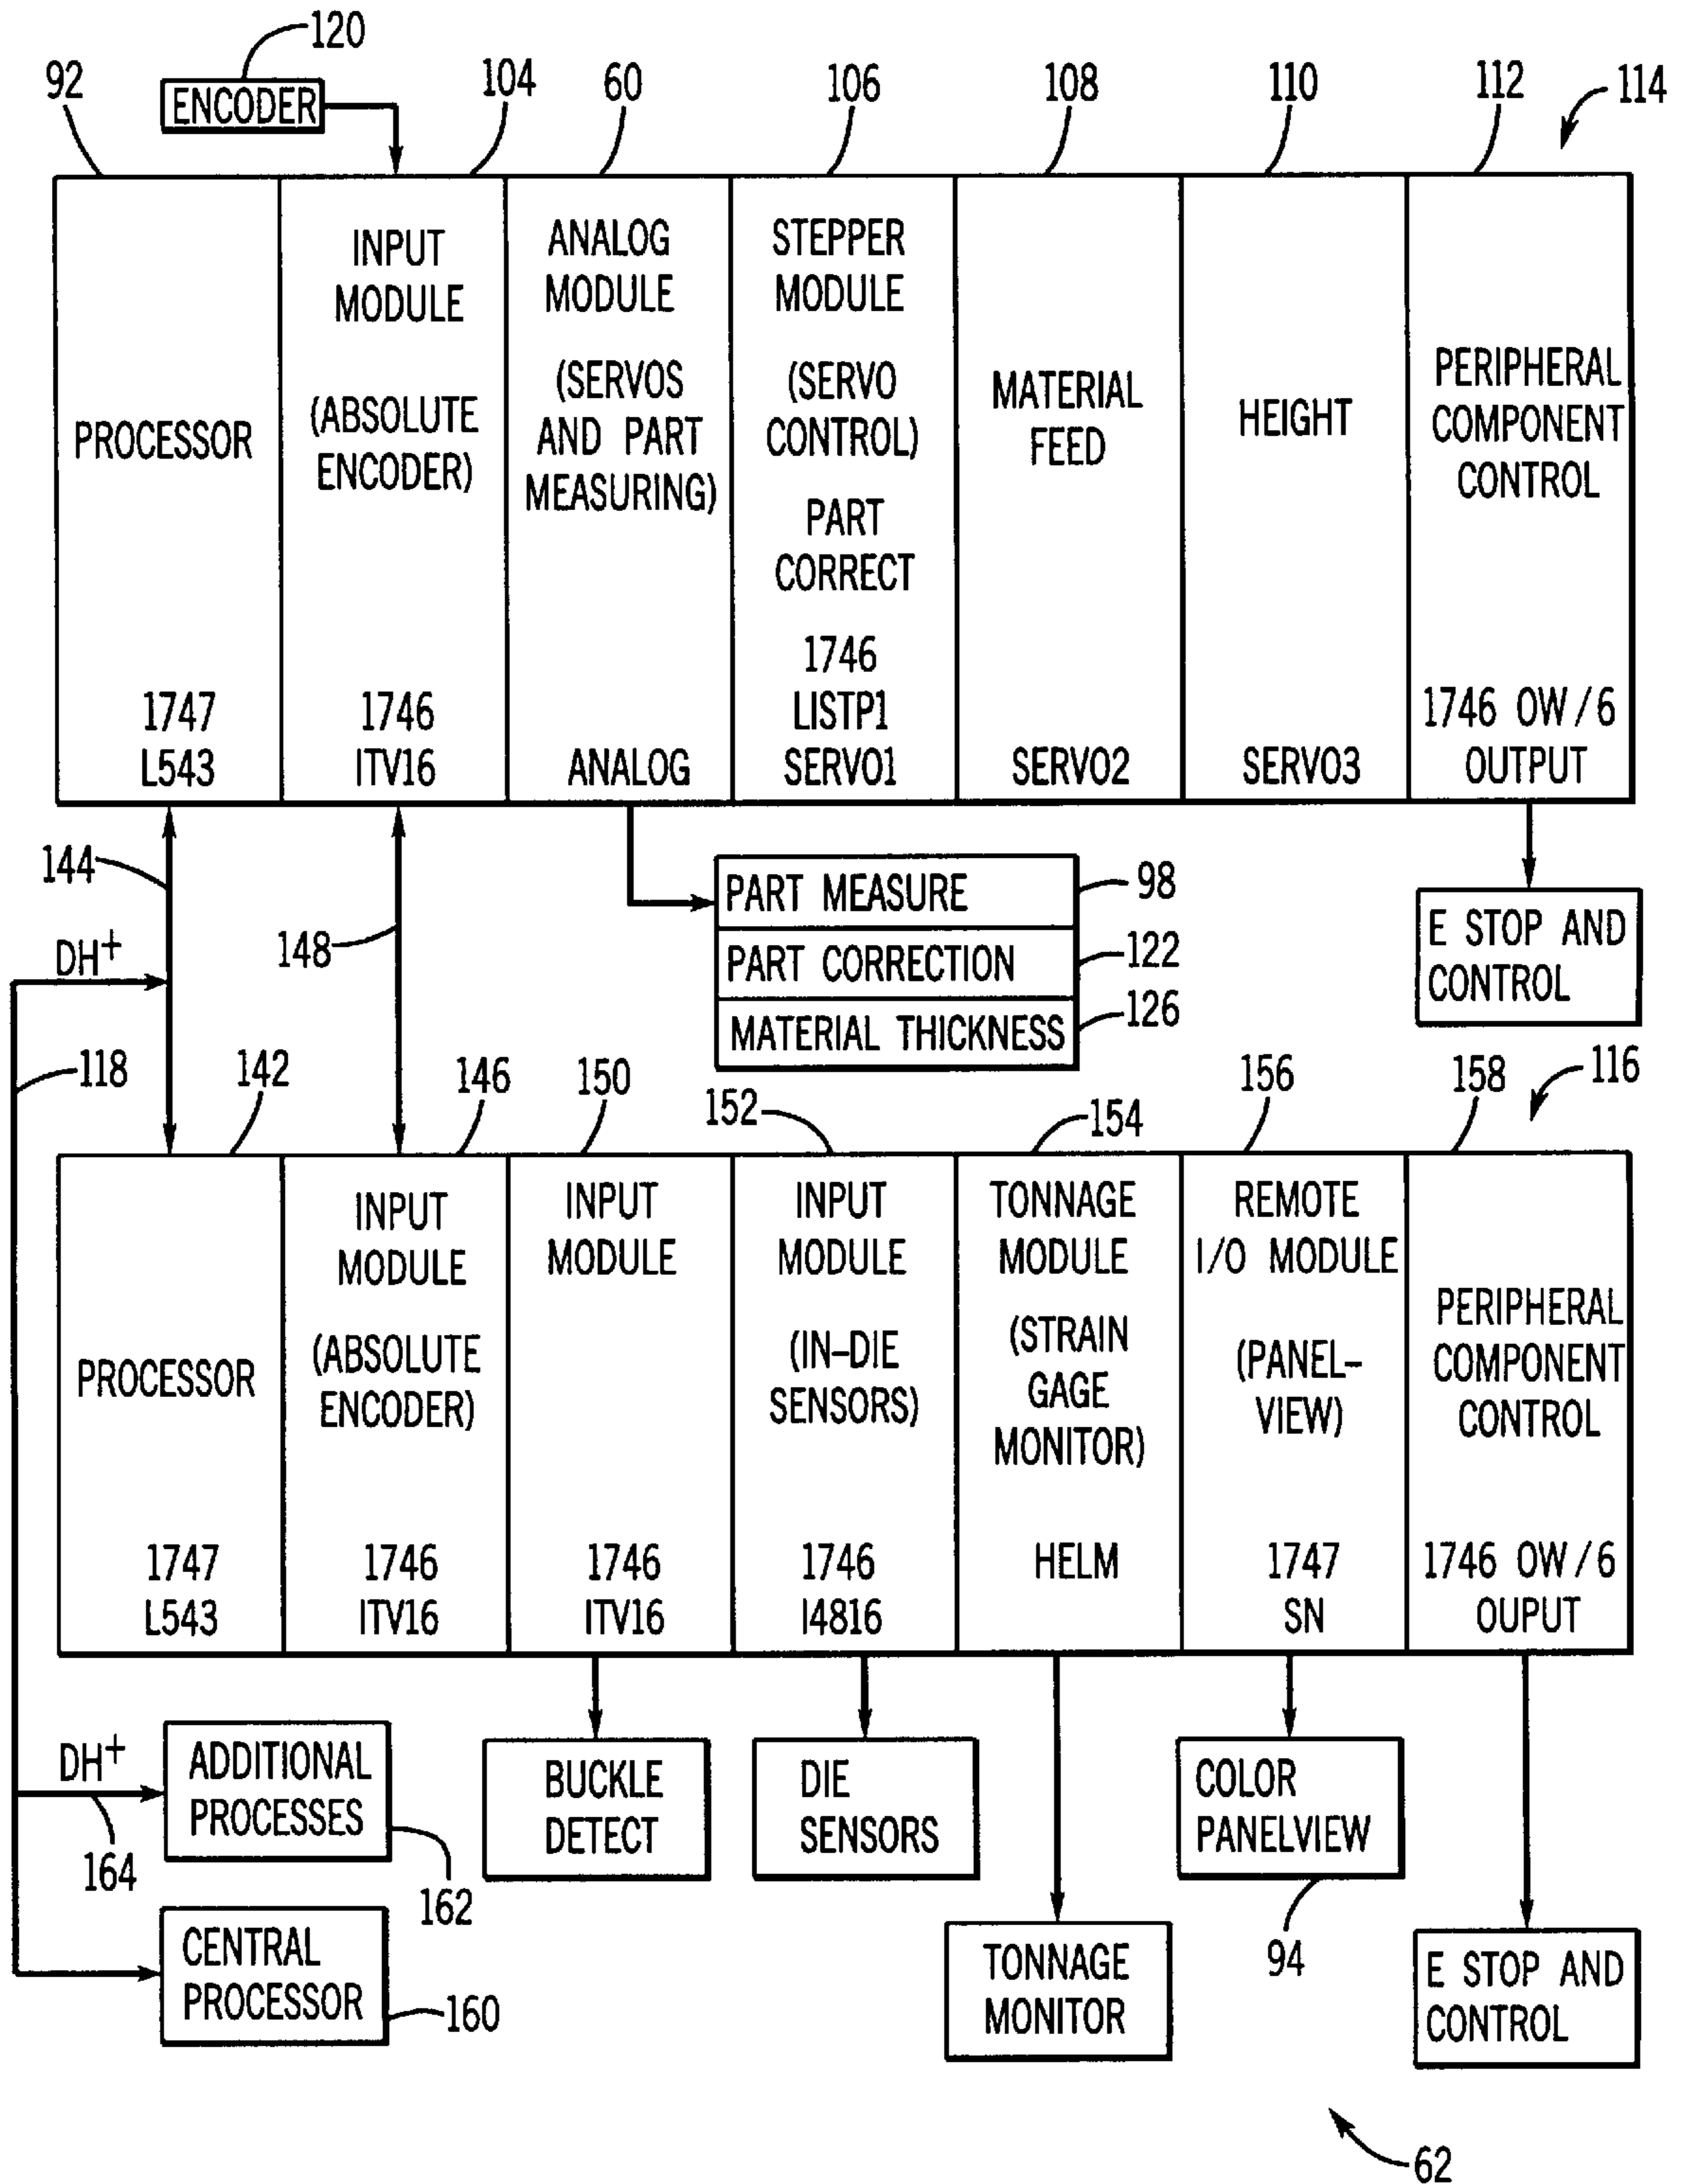 120
92
ENCODER
104
60
106
108
110
112
114
PROCESSOR
1747
L543
INPUT
MODULE
(ABSOLUTE
ENCODER)
1746
ITV16
ANALOG
MODULE
(SERVOS
AND PART
MEASURING)
ANALOG
STEPPER
MODULE
(SERVO
CONTROL)
PART
CORRECT
1746
LISTP1
SERVO1
MATERIAL
FEED
SERVO2
HEIGHT
SERVO3
PERIPHERAL
COMPONENT
CONTROL
1746 OW/6
OUTPUT
144
DH+
148
118
PART MEASURE
98
PART CORRECTION
122
MATERIAL THICKNESS
126
E STOP AND
CONTROL
142
146
150
152
154
156
158
116
PROCESSOR
1747
L543
INPUT
MODULE
(ABSOLUTE
ENCODER)
1746
ITV16
INPUT
MODULE
1746
ITV16
INPUT
MODULE
(IN-DIE
SENSORS)
1746
I4816
TONNAGE
MODULE
(STRAIN
GAGE
MONITOR)
HELM
REMOTE
I/O MODULE
(PANEL-
VIEW)
1747
SN
PERIPHERAL
COMPONENT
CONTROL
1746 OW/6
OUPUT
DH+
164
ADDITIONAL
PROCESSES
162
CENTRAL
PROCESSOR
160
BUCKLE
DETECT
DIE
SENSORS
TONNAGE
MONITOR
COLOR
PANELVIEW
94
E STOP AND
CONTROL
62